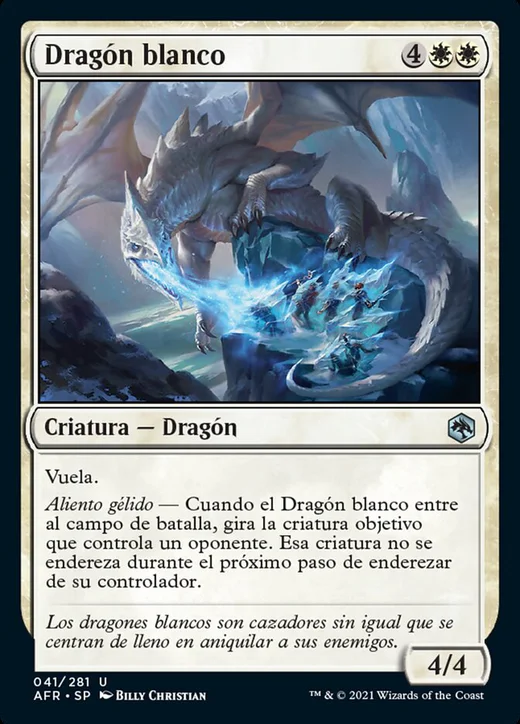 Dragón blanco 4
Criatura — Dragón
Vuela.
Aliento gélido — Cuando el Dragón blanco entre
al campo de batalla, gira la criatura objetivo
que controla un oponente. Esa criatura no se
endereza durante el próximo paso de enderezar
de su controlador.
Los dragones blancos son cazadores sin igual que se
centran de lleno en aniquilar a sus enemigos.
4/4
041/281 U
AFR • SP Billy Christian ™ & © 2021 Wizards of the Coast